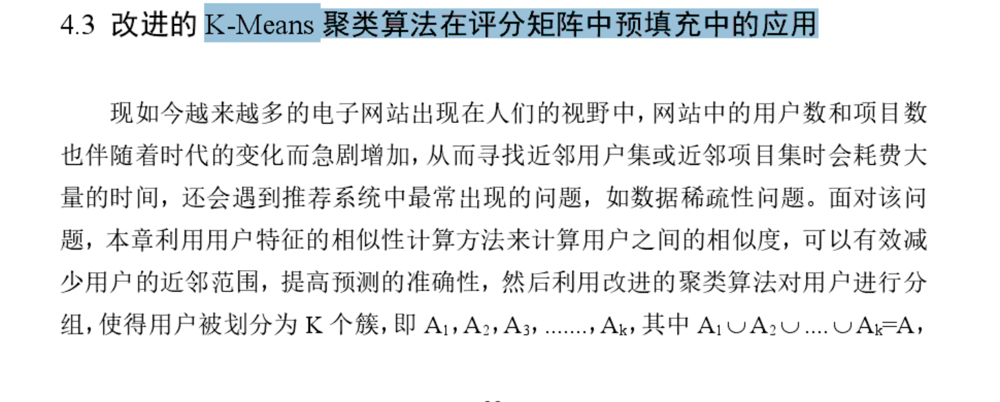 4.3 改进的 K-Means 聚类算法在评分矩阵中预填充中的应用
现如今越来越多的电子网站出现在人们的视野中，网站中的用户数和项目数
也伴随着时代的变化而急剧增加，从而寻找近邻用户集或近邻项目集时会耗费大
量的时间，还会遇到推荐系统中最常出现的问题，如数据稀疏性问题。面对该问
题，本章利用用户特征的相似性计算方法来计算用户之间的相似度，可以有效减
少用户的近邻范围，提高预测的准确性，然后利用改进的聚类算法对用户进行分
组，使得用户被划分为 K 个簇，即 A₁，A₂，A₃，.......，Aₖ，其中 A₁∪A₂∪....∪Aₖ=A，